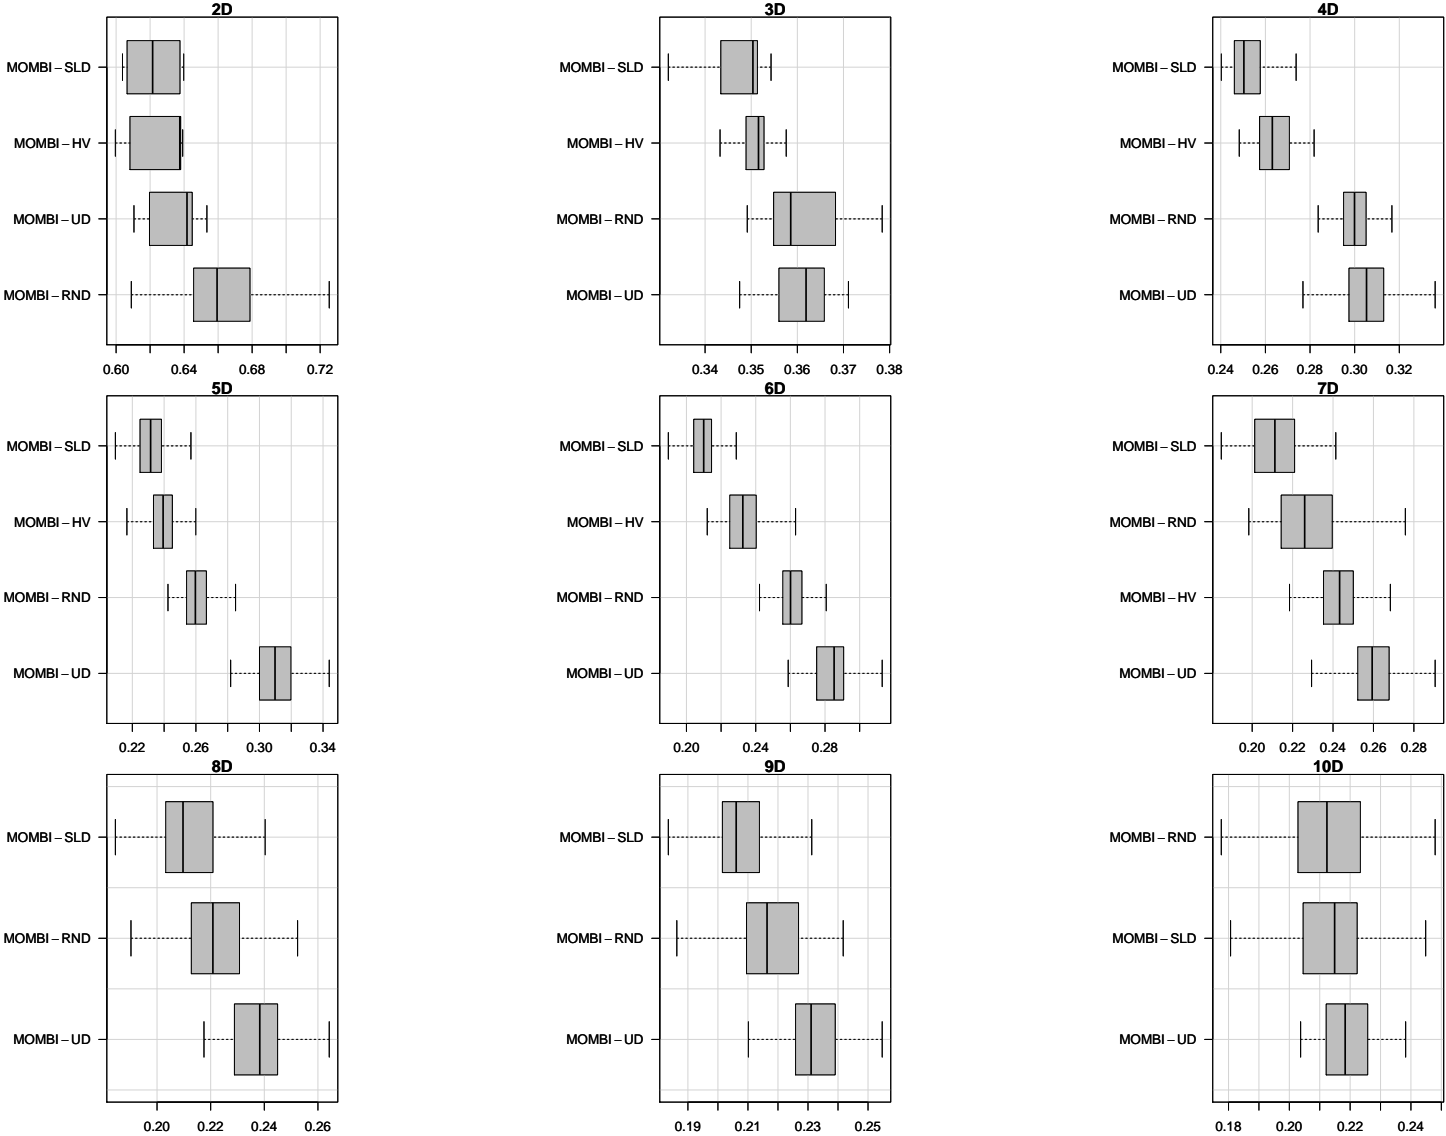 2D
MOMBI-SLD
MOMBI-HV
MOMBI-UD
MOMBI-RND
0.60 0.64 0.68 0.72
3D
MOMBI-SLD
MOMBI-HV
MOMBI-RND
MOMBI-UD
0.34 0.35 0.36 0.37 0.38
4D
MOMBI-SLD
MOMBI-HV
MOMBI-RND
MOMBI-UD
0.24 0.26 0.28 0.30 0.32
5D
MOMBI-SLD
MOMBI-HV
MOMBI-RND
MOMBI-UD
0.22 0.26 0.30 0.34
6D
MOMBI-SLD
MOMBI-HV
MOMBI-RND
MOMBI-UD
0.20 0.24 0.28
7D
MOMBI-SLD
MOMBI-RND
MOMBI-HV
MOMBI-UD
0.20 0.22 0.24 0.26 0.28
8D
MOMBI-SLD
MOMBI-RND
MOMBI-UD
0.20 0.22 0.24 0.26
9D
MOMBI-SLD
MOMBI-RND
MOMBI-UD
0.19 0.21 0.23 0.25
10D
MOMBI-RND
MOMBI-SLD
MOMBI-UD
0.18 0.20 0.22 0.24